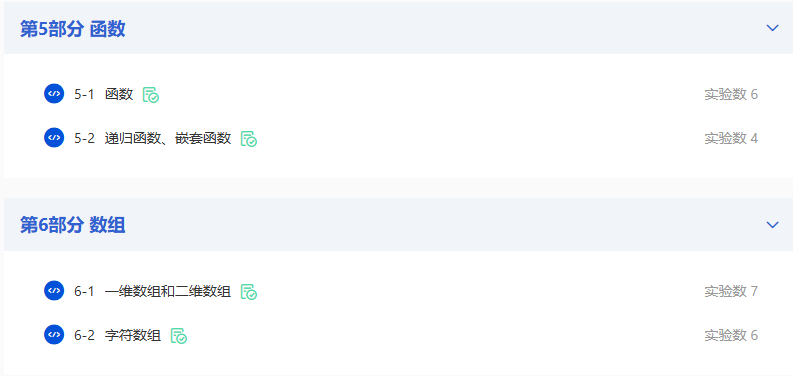 第5部分 函数
5-1 函数 实验数 6
5-2 递归函数、嵌套函数 实验数 4
第6部分 数组
6-1 一维数组和二维数组 实验数 7
6-2 字符数组 实验数 6